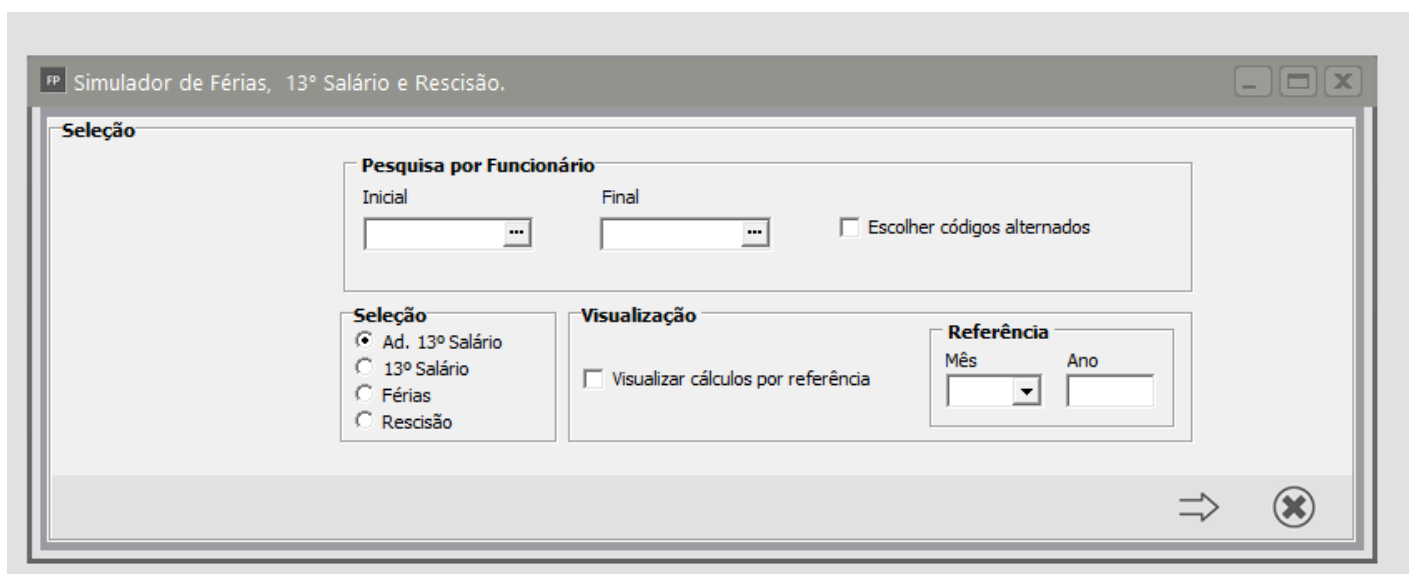 FP Simulador de Férias, 13º Salário e Rescisão.
Seleção
Pesquisa por Funcionário
Inicial Final
... ... Escolher códigos alternados
Seleção
Ad. 13º Salário
13º Salário
Férias
Rescisão
Visualização
Visualizar cálculos por referência
Referência
Mês Ano